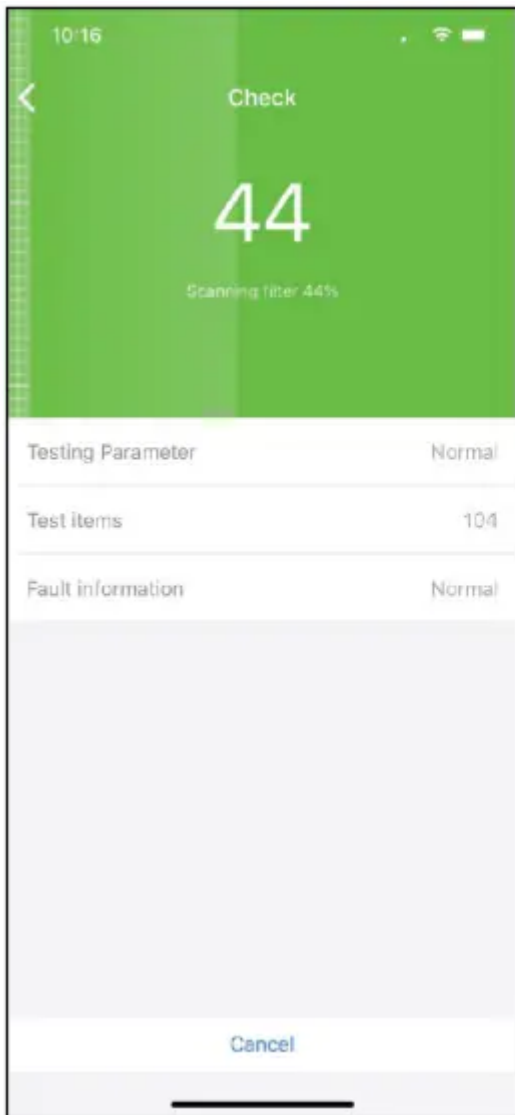 10:16
Check
44
Scanning filter 44%
Testing Parameter Normal
Test items 104
Fault information Normal
Cancel